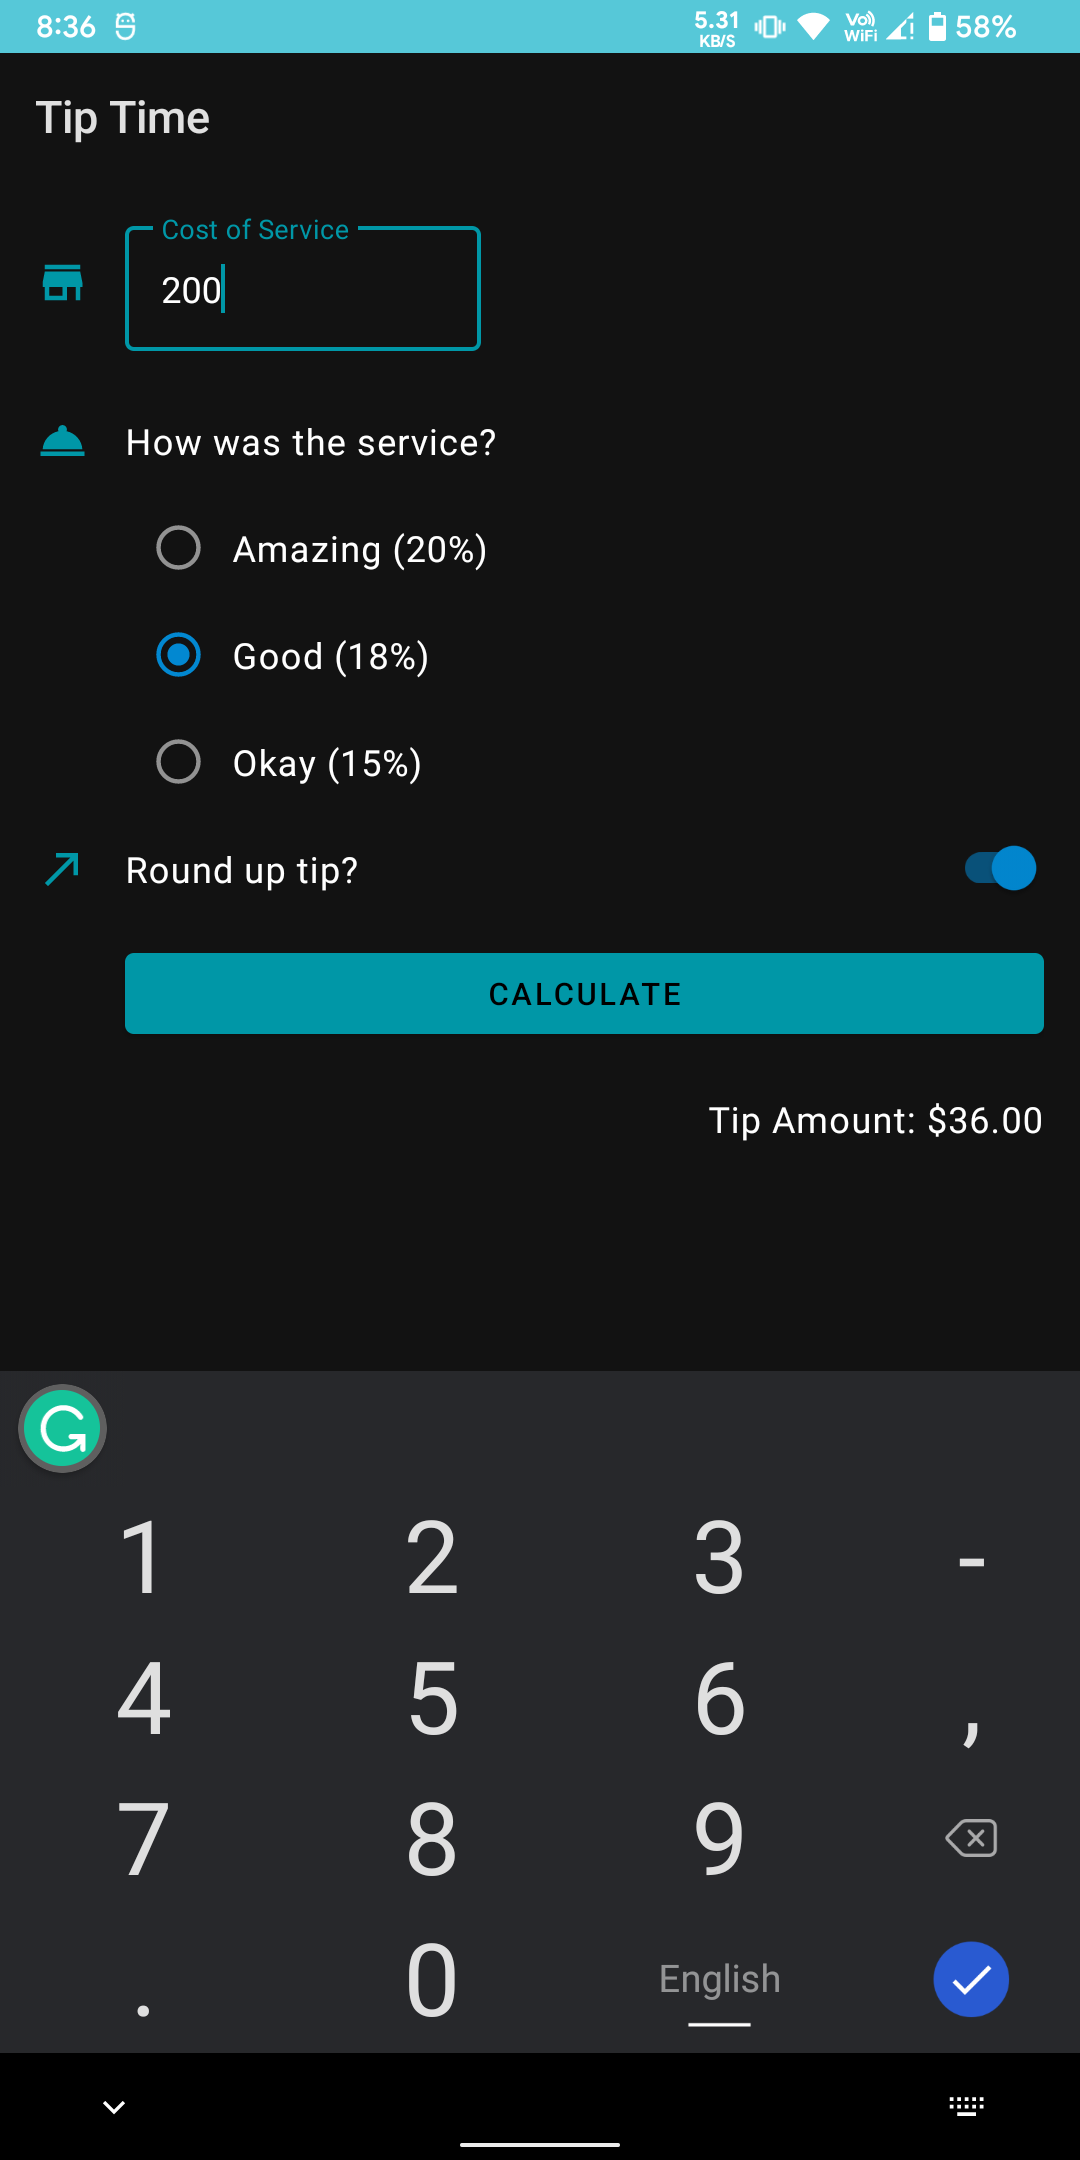 8:36 5.31 KB/S Vo)) WiFi 58%
Tip Time
Cost of Service
200
How was the service?
Amazing (20%)
Good (18%)
Okay (15%)
Round up tip?
CALCULATE
Tip Amount: $36.00
1 2 3 -
4 5 6 ,
7 8 9
. 0 English